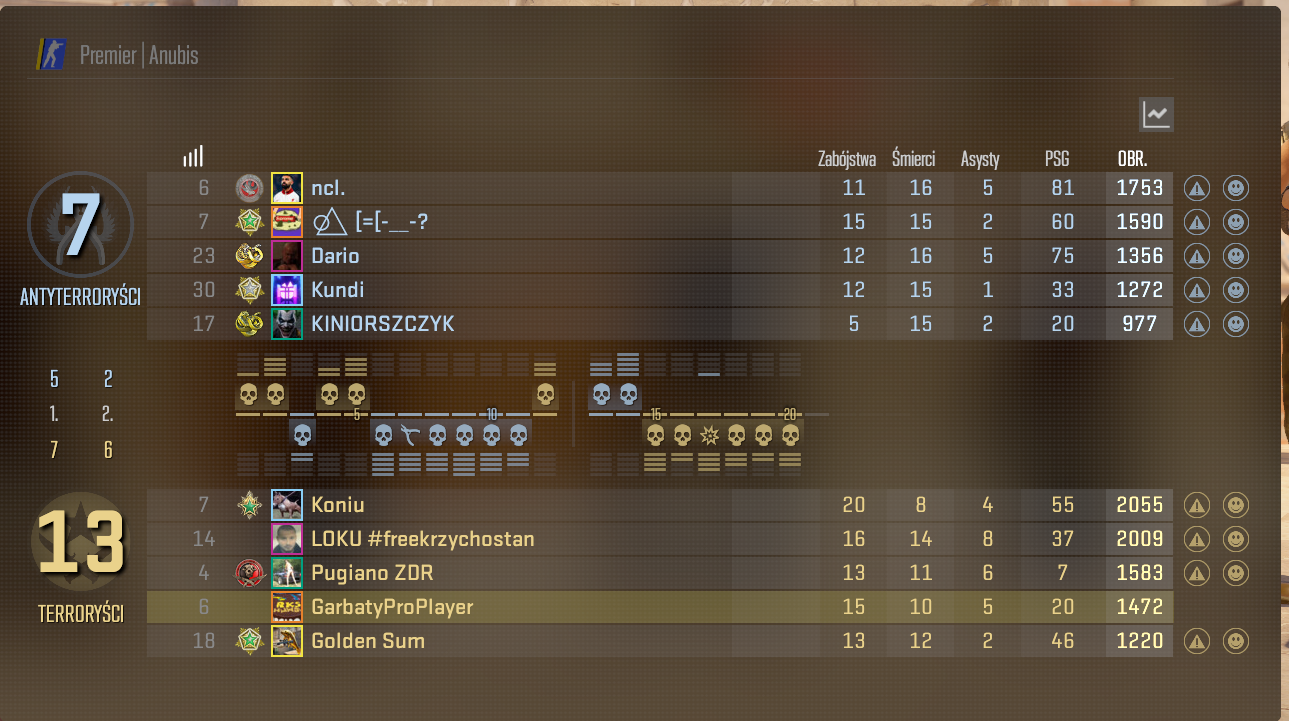 Premier | Anubis
Zabójstwa Śmierci Asysty PSG OBR.
7
ANTYTERRORYŚCI
6 ncl. 11 16 5 81 1753
7 [=[-__-? 15 15 2 60 1590
23 Dario 12 16 5 75 1356
30 Kundi 12 15 1 33 1272
17 KINIORSZCZYK 5 15 2 20 977
5 2
1. 2.
7 6
5 10 15 20
13
TERRORYŚCI
7 Koniu 20 8 4 55 2055
14 LOKU #freekrzychostan 16 14 8 37 2009
4 Pugiano ZDR 13 11 6 7 1583
6 GarbatyProPlayer 15 10 5 20 1472
18 Golden Sum 13 12 2 46 1220